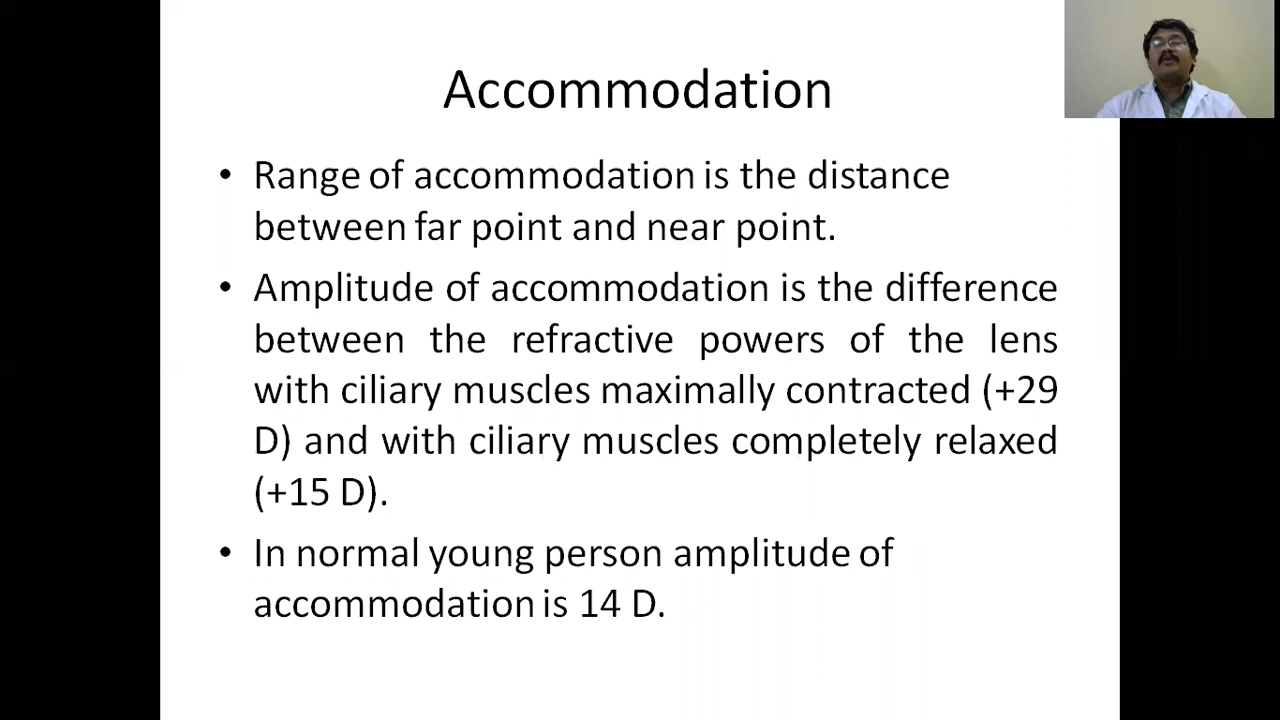 Accommodation
• Range of accommodation is the distance
between far point and near point.
• Amplitude of accommodation is the difference
between the refractive powers of the lens
with ciliary muscles maximally contracted (+29
D) and with ciliary muscles completely relaxed
(+15 D).
• In normal young person amplitude of
accommodation is 14 D.